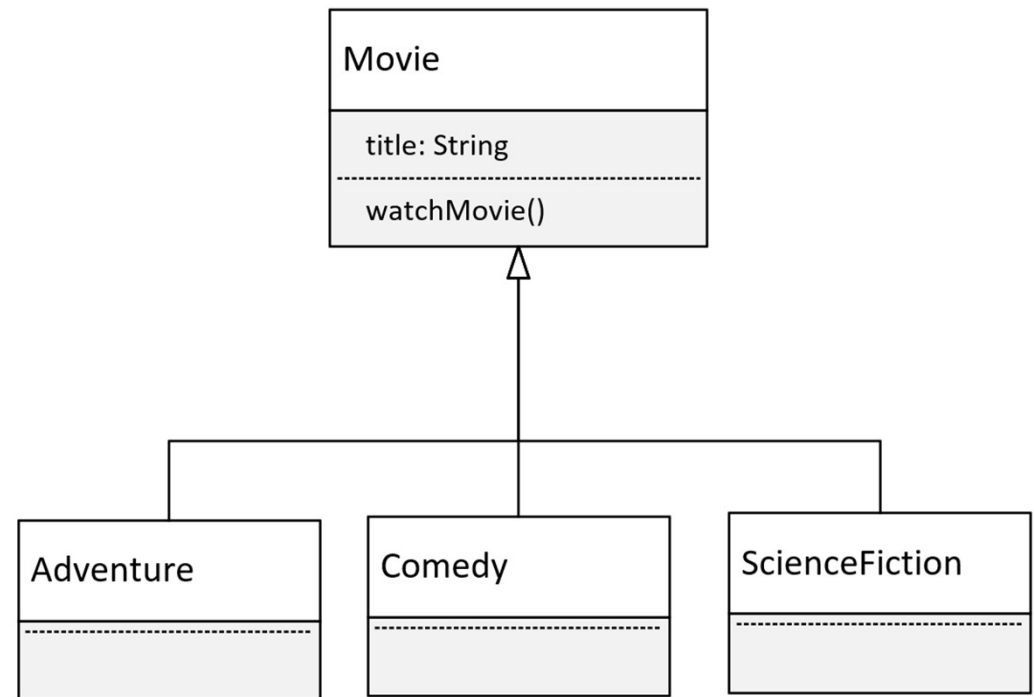 Movie
title: String
watchMovie()
Adventure
Comedy
ScienceFiction